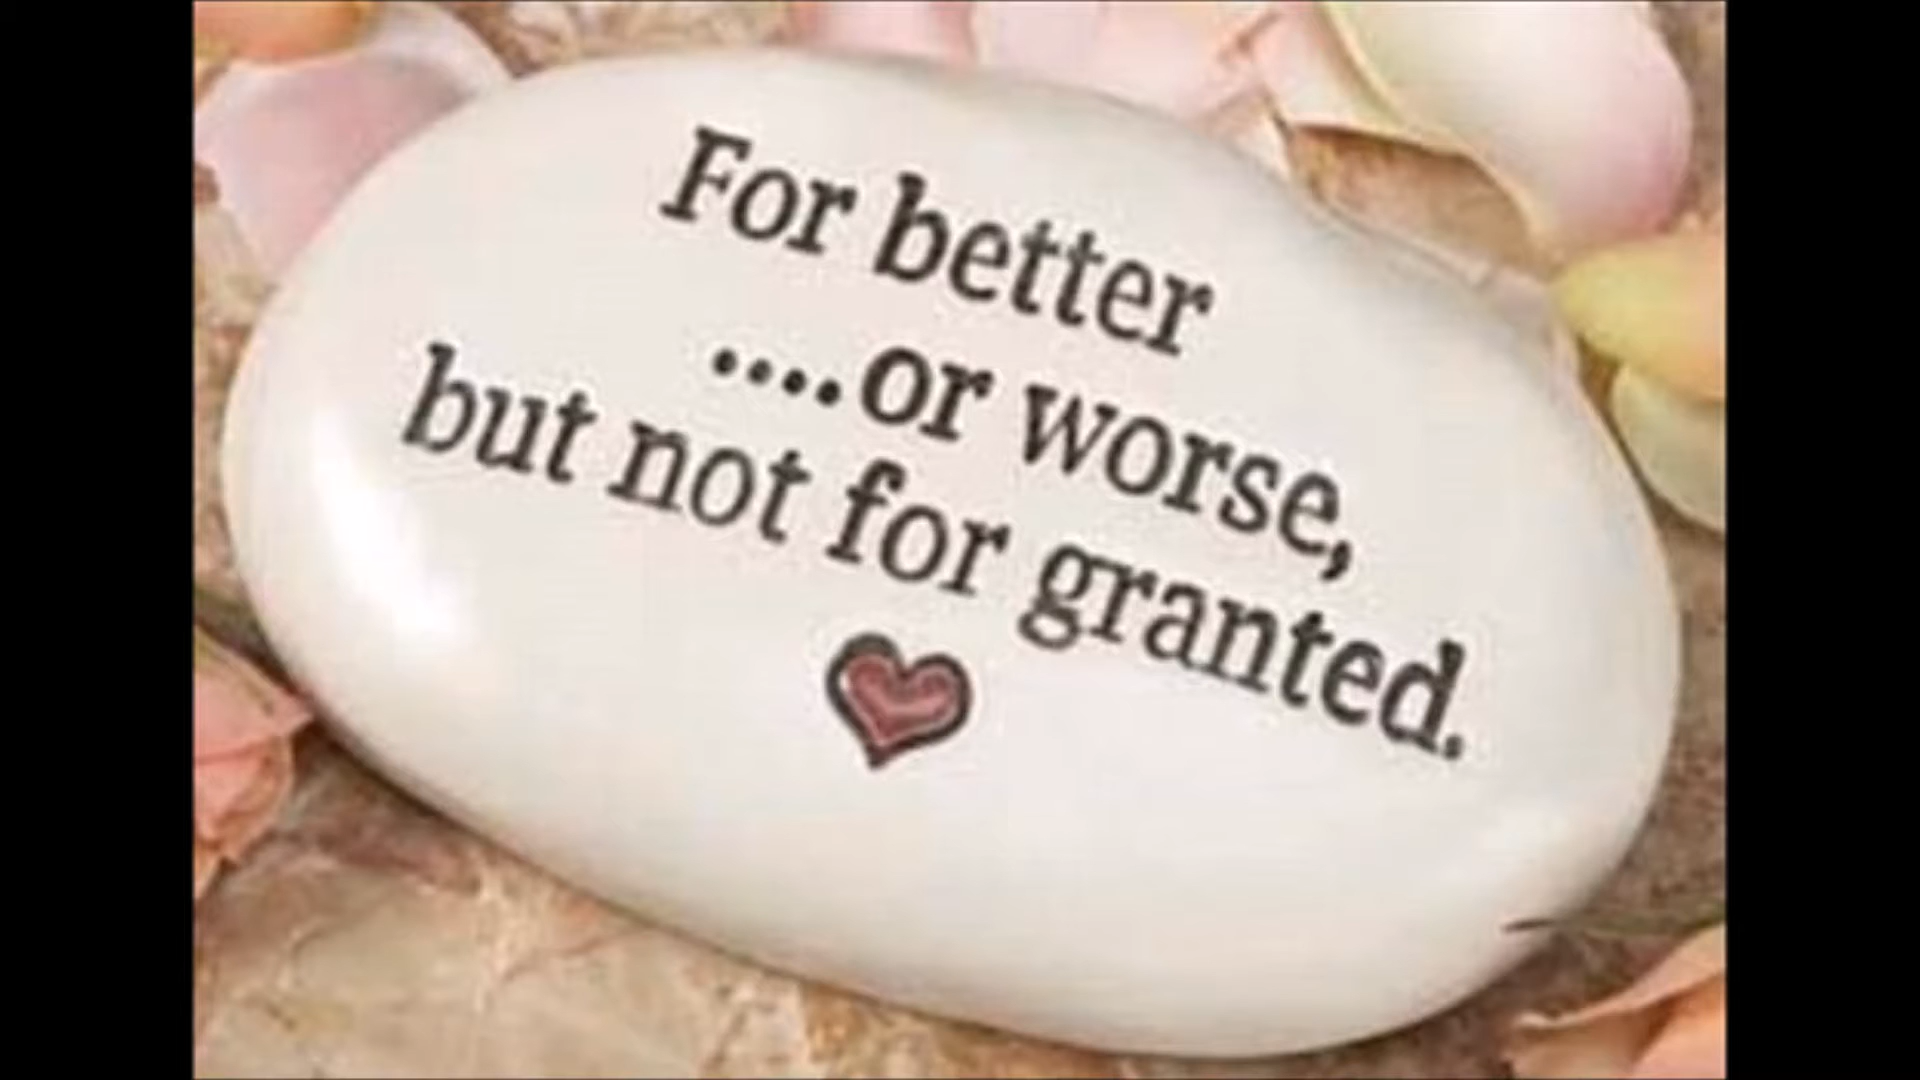 For better
....or worse,
but not for granted.